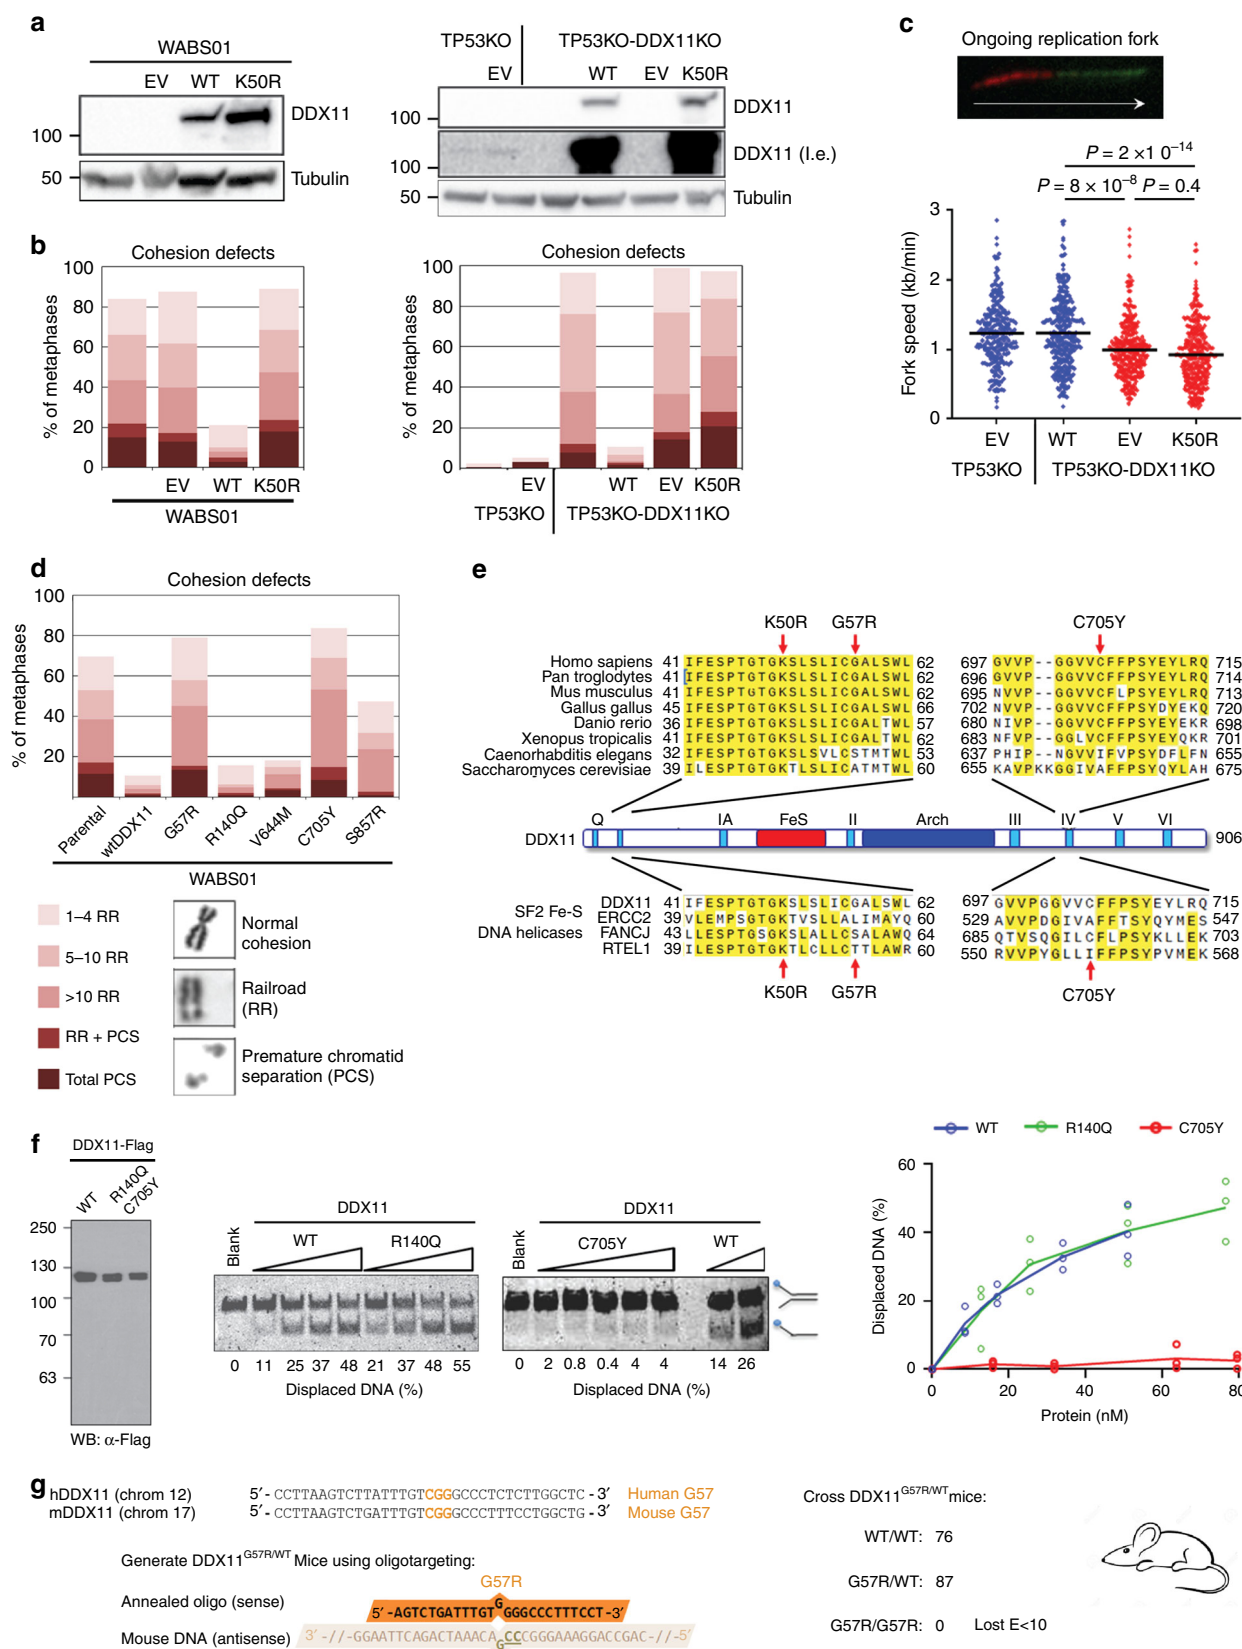 a
WABS01
EV WT K50R
DDX11
100
50
Tubulin
TP53KO TP53KO-DDX11KO
EV WT EV K50R
DDX11
100
DDX11 (l.e.)
100
50
Tubulin
b
Cohesion defects
% of metaphases
100
80
60
40
20
0
EV WT K50R
WABS01
Cohesion defects
% of metaphases
100
80
60
40
20
0
EV WT EV K50R
TP53KO TP53KO-DDX11KO
c
Ongoing replication fork
P = 2 ×1 0⁻¹⁴
P = 8 × 10⁻⁸ P = 0.4
Fork speed (kb/min)
3
2
1
0
EV WT EV K50R
TP53KO TP53KO-DDX11KO
d
Cohesion defects
% of metaphases
100
80
60
40
20
Parental wtDDX11 G57R R140Q V644M C705Y S857R
WABS01
1–4 RR
5–10 RR
>10 RR
RR + PCS
Total PCS
Normal cohesion
Railroad (RR)
Premature chromatid separation (PCS)
e
K50R G57R C705Y
Homo sapiens 41 IFESPTGTGKSLSLICGALSWL 62 697 GVVP--GGVVCFFPSYEYLRQ 715
Pan troglodytes 41 IFESPTGTGKSLSLICGALSWL 62 696 GVVP--GGVVCFFPSYEYLRQ 714
Mus musculus 41 IFESPTGTGKSLSLICGALSWL 62 695 NVVP--GGVVCFLPSYEYLRQ 713
Gallus gallus 45 IFESPTGTGKSLSLICGALSWL 66 702 NVVP--GGVVCFFPSYDYEKQ 720
Danio rerio 36 IFESPTGTGKSLSLICGALTWL 57 680 NIVP--GGVVCFFPSYEYEKR 698
Xenopus tropicalis 41 IFESPTGTGKSLSLICGALTWL 62 683 NFVP--GGLVCFFPSYEYQKR 701
Caenorhabditis elegans 32 IFESPTGTGKSLSVLCSTMTWL 53 637 PHIP--NGVVIFVPSYDFLFN 655
Saccharomyces cerevisiae 39 ILESPTGTGKTLSLICATMTWL 60 655 KAVPKKGGIVAFFPSYQYLAH 675
Q IA FeS II Arch III IV V VI
DDX11 906
SF2 Fe-S
DNA helicases
DDX11 41 IFESPTGTGKSLSLICGALSWL 62 697 GVVPGGVVCFFPSYEYLRQ 715
ERCC2 39 VLEMPSGTGKTVSLLALIMAYQ 60 529 AVVPDGIVAFFTSYQYMES 547
FANCJ 43 LLESPTGSGKSLALLCSALAWQ 64 685 QTVSQGILCFLPSYKLLEK 703
RTEL1 39 ILESPTGTGKTLCLLCTTLAWR 60 550 RVVPYGLLIFFPSYPVMEK 568
K50R G57R C705Y
f
DDX11-Flag
WT R140Q C705Y
250
130
100
70
63
WB: α-Flag
DDX11
Blank WT R140Q
0 11 25 37 48 21 37 48 55
Displaced DNA (%)
DDX11
Blank C705Y WT
0 2 0.8 0.4 4 4 14 26
Displaced DNA (%)
WT R140Q C705Y
Displaced DNA (%)
60
40
20
0
0 20 40 60 80
Protein (nM)
g
hDDX11 (chrom 12) 5′- CCTTAAGTCTTATTTGTCGGGCCCTCTCTTGGCTC - 3′ Human G57
mDDX11 (chrom 17) 5′- CCTTAAGTCTGATTTGTCGGGCCCTTTCCTGGCTG - 3′ Mouse G57
Generate DDX11^G57R/WT Mice using oligotargeting:
G57R
Annealed oligo (sense) 5′-AGTCTGATTTGTGGGGCCCTTTCCT-3′
Mouse DNA (antisense) 3′-//-GGAATTCAGACTAAACAGCCCGGGAAAGGACCGAC-//-5′
Cross DDX11^G57R/WT mice:
WT/WT: 76
G57R/WT: 87
G57R/G57R: 0 Lost E<10